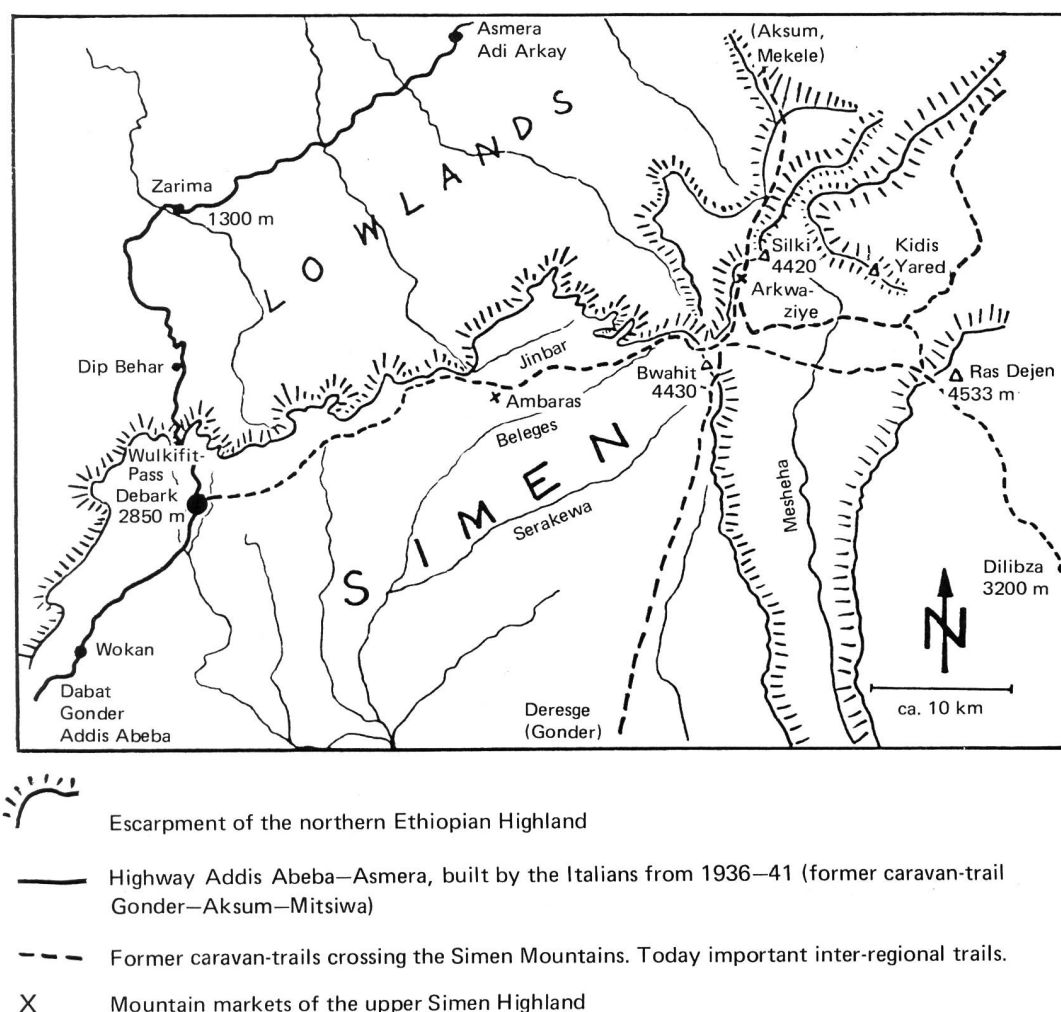 Asmera
Adi Arkay
(Aksum,
Mekele)
LOWLANDS
Zarima
1300 m
Silki
4420
Kidis
Yared
Arkwa-
ziye
Dip Behar
Jinbar
Bwahit
4430
Ras Dejen
4533 m
Ambaras
Beleges
Wulkifit-
Pass
Debark
2850 m
SIMEN
Serakewa
Mesheha
Dilibza
3200 m
N
Wokan
Dabat
Gonder
Addis Abeba
Deresge
(Gonder)
ca. 10 km
Escarpment of the northern Ethiopian Highland
Highway Addis Abeba—Asmera, built by the Italians from 1936—41 (former caravan-trail
Gonder—Aksum—Mitsiwa)
Former caravan-trails crossing the Simen Mountains. Today important inter-regional trails.
X Mountain markets of the upper Simen Highland